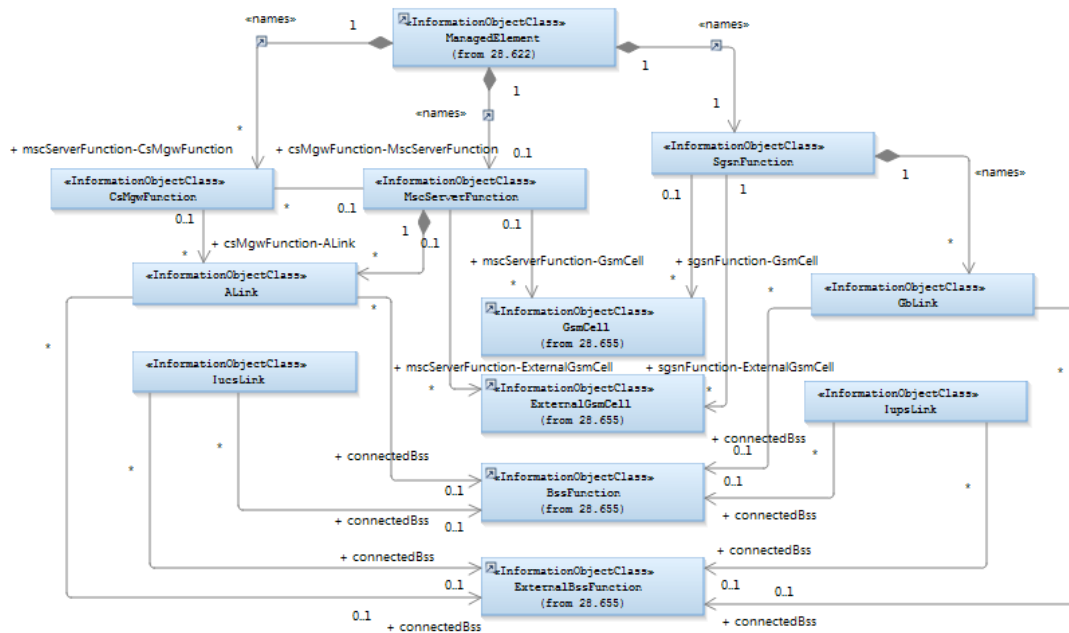 «names»
1
«InformationObjectClass»
ManagedElement
(from 28.622)
«names»
1
1
«names»
*
1
0..1
+ mscServerFunction-CsMgwFunction
+ csMgwFunction-MscServerFunction
«InformationObjectClass»
SgsnFunction
«InformationObjectClass»
CsMgwFunction
«InformationObjectClass»
MscServerFunction
0..1
1
1
«names»
0..1
*
0..1
1
0..1
0..1
*
+ csMgwFunction-ALink
*
*
«InformationObjectClass»
ALink
+ mscServerFunction-GsmCell
*
+ sgsnFunction-GsmCell
*
«InformationObjectClass»
GbLink
*
*
«InformationObjectClass»
GsmCell
(from 28.655)
*
«InformationObjectClass»
IucsLink
+ mscServerFunction-ExternalGsmCell
*
+ sgsnFunction-ExternalGsmCell
*
*
«InformationObjectClass»
ExternalGsmCell
(from 28.655)
«InformationObjectClass»
IupsLink
*
*
+ connectedBss
0..1
+ connectedBss
0..1
*
*
«InformationObjectClass»
BssFunction
(from 28.655)
0..1
+ connectedBss
0..1
+ connectedBss
+ connectedBss
0..1
+ connectedBss
0..1
«InformationObjectClass»
ExternalBssFunction
(from 28.655)
0..1
0..1
+ connectedBss
+ connectedBss